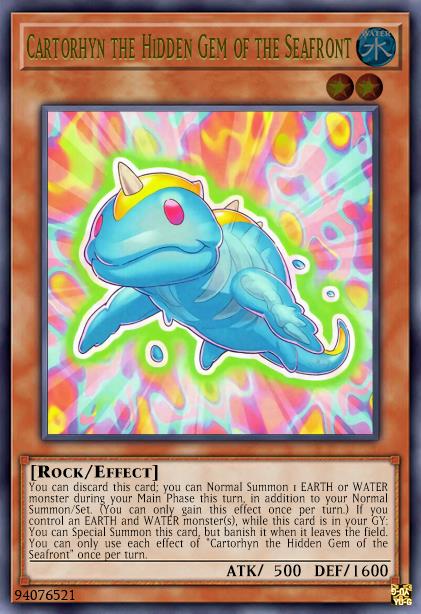 CARTORHYN THE HIDDEN GEM OF THE SEAFRONT
WATER
水
[ROCK/EFFECT]
You can discard this card; you can Normal Summon 1 EARTH or WATER
monster during your Main Phase this turn, in addition to your Normal
Summon/Set. (You can only gain this effect once per turn.) If you
control an EARTH and WATER monster(s), while this card is in your GY:
You can Special Summon this card, but banish it when it leaves the field.
You can only use each effect of "Cartorhyn the Hidden Gem of the
Seafront" once per turn.
ATK/ 500 DEF/1600
94076521